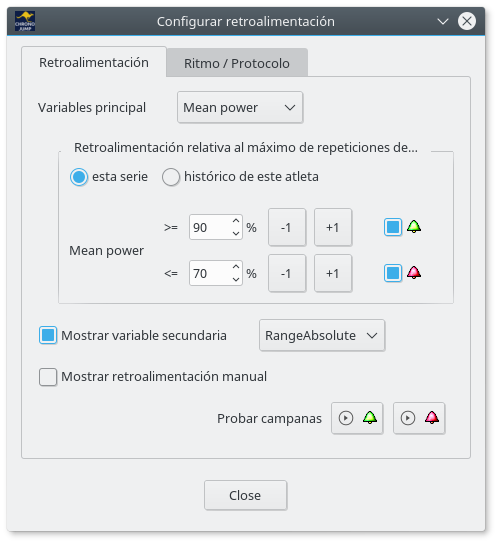 CHRONO
JUMP
Configurar retroalimentación
Retroalimentación
Ritmo / Protocolo
Variables principal
Mean power
Retroalimentación relativa al máximo de repeticiones de...
esta serie
histórico de este atleta
Mean power
>= 90 % -1 +1
<= 70 % -1 +1
Mostrar variable secundaria
RangeAbsolute
Mostrar retroalimentación manual
Probar campanas
Close